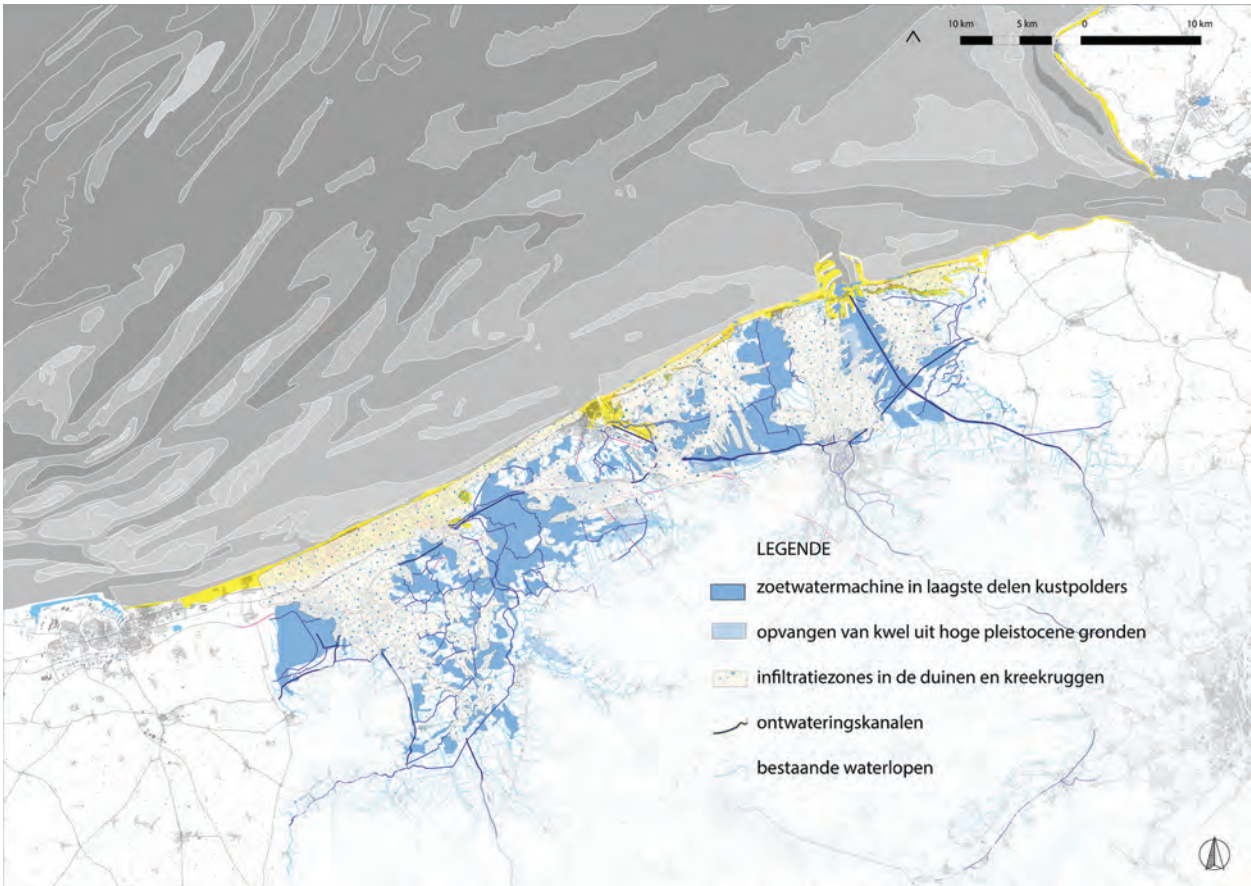 10 km 5 km 0 10 km
LEGENDE
zoetwatermachine in laagste delen kustpolders
opvangen van kwel uit hoge pleistocene gronden
infiltratiezones in de duinen en kreekruggen
ontwateringskanalen
bestaande waterlopen